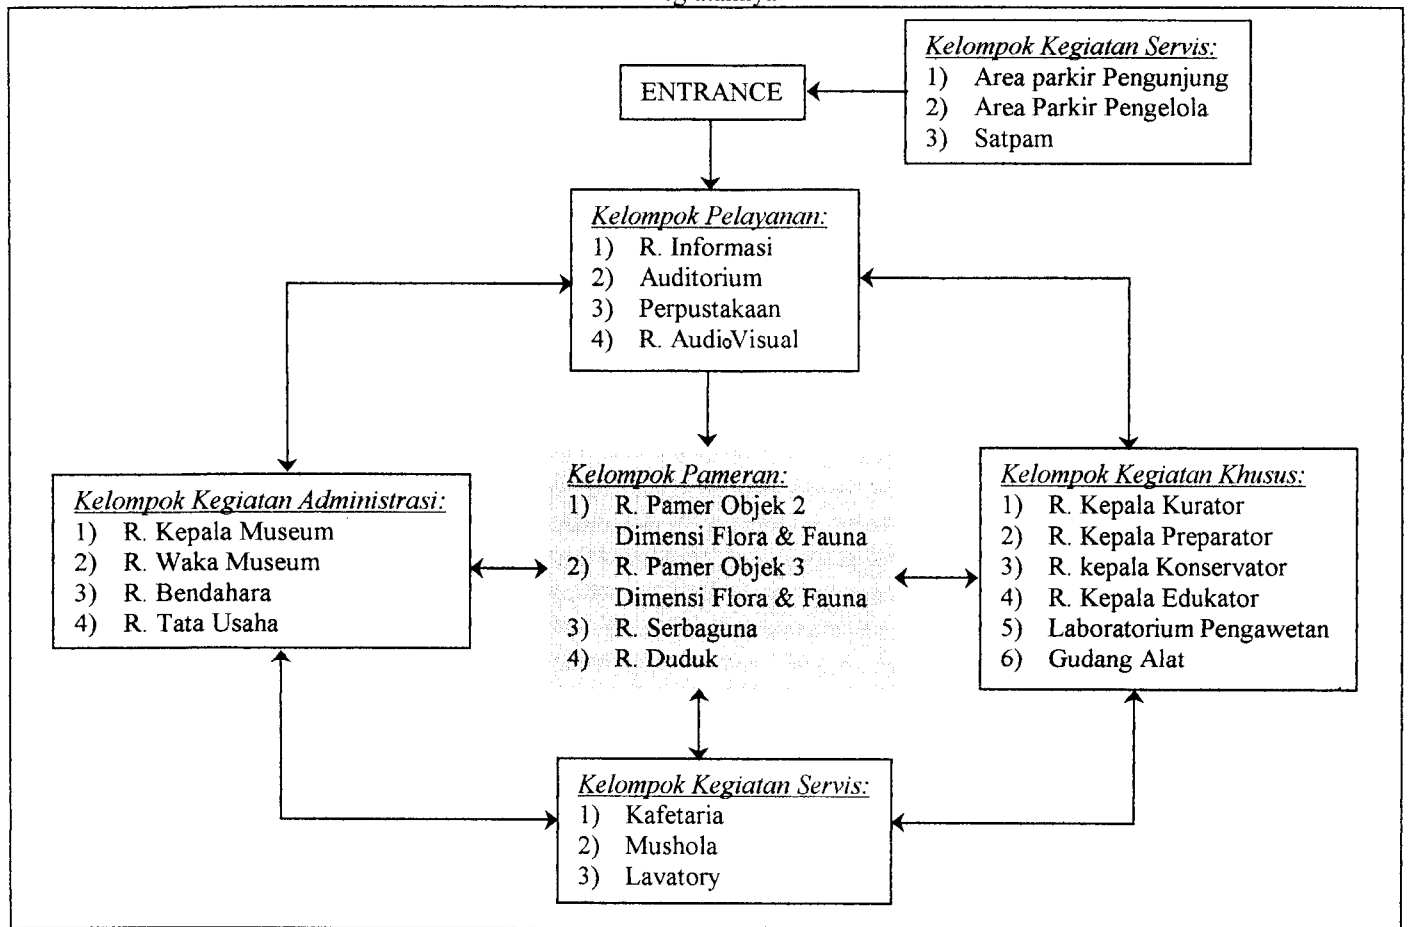 Kelompok Kegiatan Servis:
1) Area parkir Pengunjung
2) Area Parkir Pengelola
3) Satpam
ENTRANCE
Kelompok Pelayanan:
1) R. Informasi
2) Auditorium
3) Perpustakaan
4) R. AudioVisual
Kelompok Kegiatan Administrasi:
1) R. Kepala Museum
2) R. Waka Museum
3) R. Bendahara
4) R. Tata Usaha
Kelompok Pameran:
1) R. Pamer Objek 2
Dimensi Flora & Fauna
2) R. Pamer Objek 3
Dimensi Flora & Fauna
3) R. Serbaguna
4) R. Duduk
Kelompok Kegiatan Khusus:
1) R. Kepala Kurator
2) R. Kepala Preparator
3) R. kepala Konservator
4) R. Kepala Edukator
5) Laboratorium Pengawetan
6) Gudang Alat
Kelompok Kegiatan Servis:
1) Kafetaria
2) Mushola
3) Lavatory